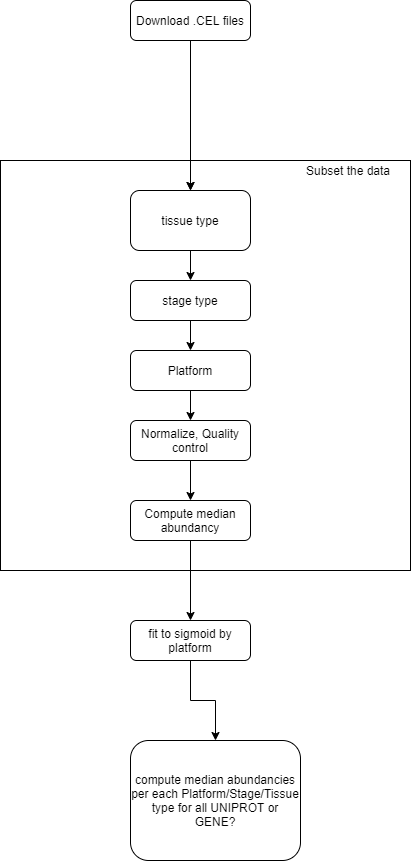 Download .CEL files
Subset the data
tissue type
stage type
Platform
Normalize, Quality
control
Compute median
abundancy
fit to sigmoid by
platform
compute median abundancies
per each Platform/Stage/Tissue
type for all UNIPROT or
GENE?